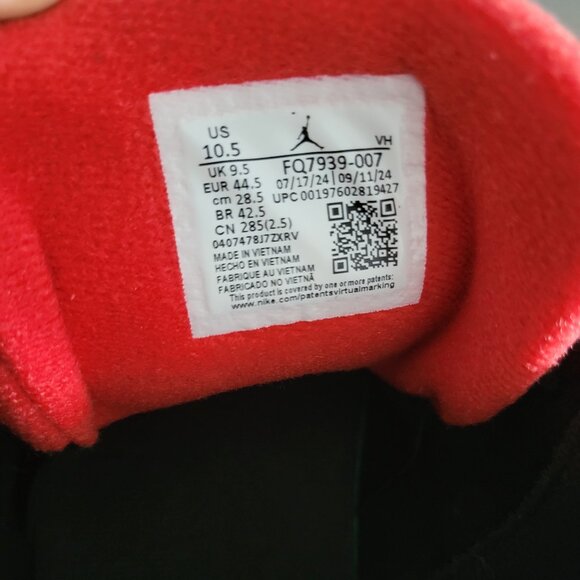 US
10.5 VH
UK 9.5 FQ7939-007
EUR 44.5 07/17/24 | 09/11/24
cm 28.5 UPC 00197602819427
BR 42.5
CN 285(2.5)
0407478J7ZXRV
MADE IN VIETNAM
HECHO EN VIETNAM
FABRIQUE AU VIETNAM
FABRICADO NO VIETNÃ
This product is covered by one or more patents
www.nike.com/patentsvirtualmarking